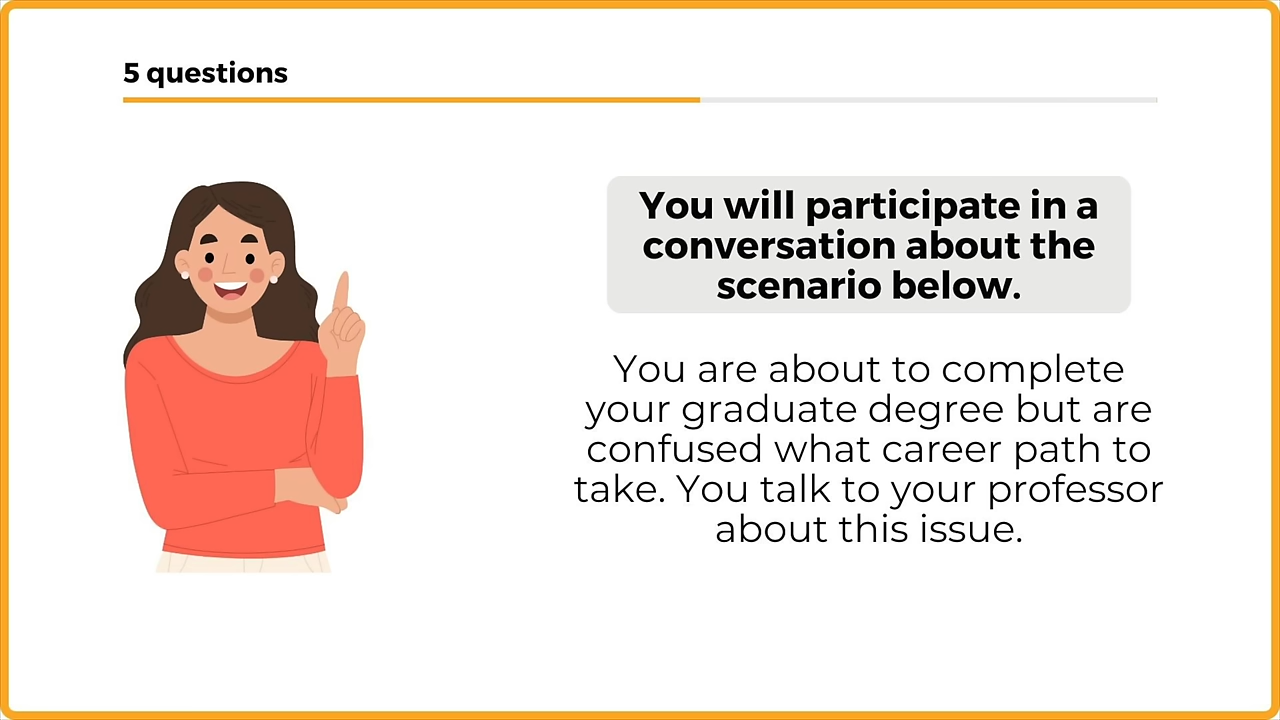 5 questions
You will participate in a
conversation about the
scenario below.
You are about to complete
your graduate degree but are
confused what career path to
take. You talk to your professor
about this issue.